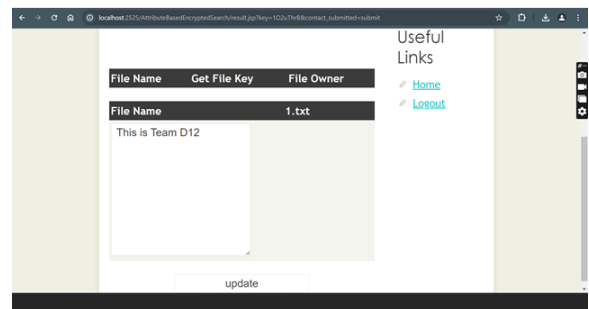 localhost:2525/AttributeBasedEncryptedSearch/result.jsp?key=1O2uThrB&contact_submitted=submit
Useful
Links
File Name Get File Key File Owner
Home
File Name 1.txt
Logout
This is Team D12
update